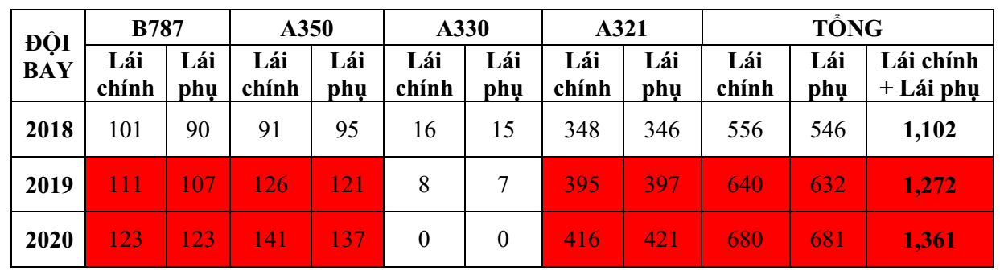 ĐỘI BAY B787 A350 A330 A321 TỔNG
Lái chính Lái phụ Lái chính Lái phụ Lái chính Lái phụ Lái chính Lái phụ Lái chính Lái phụ Lái chính + Lái phụ
2018 101 90 91 95 16 15 348 346 556 546 1,102
2019 111 107 126 121 8 7 395 397 640 632 1,272
2020 123 123 141 137 0 0 416 421 680 681 1,361